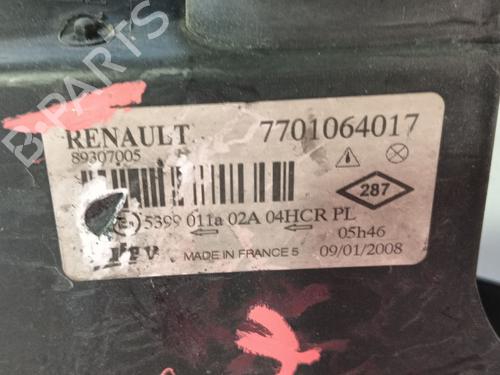 B-PARTS
RENAULT 7701064017
89307005
287
5399 011a 02A 04HCR PL
05h46
MADE IN FRANCE 5 09/01/2008